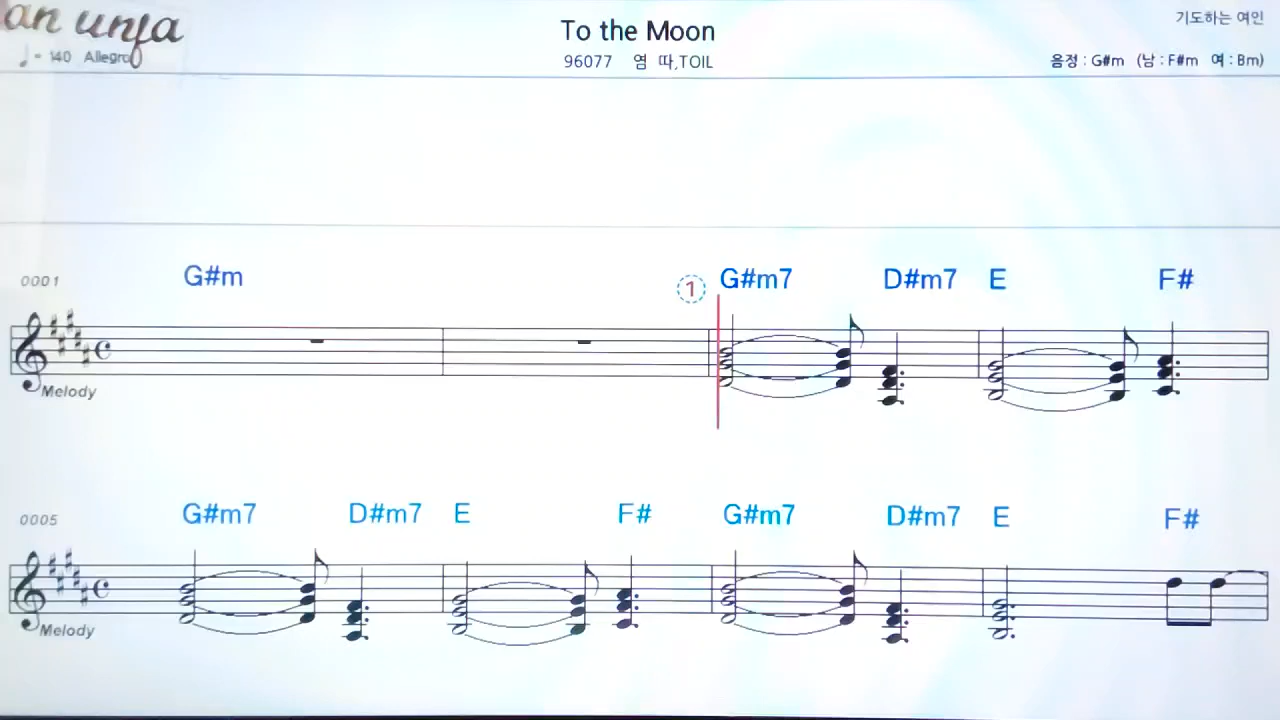 an unja
♩= 140 Allegro
To the Moon
96077 염 따,TOIL
기도하는 여인
음정 : G#m (남 : F#m 여 : Bm)
0001 G#m ① G#m7 D#m7 E F#
Melody
0005 G#m7 D#m7 E F# G#m7 D#m7 E F#
Melody